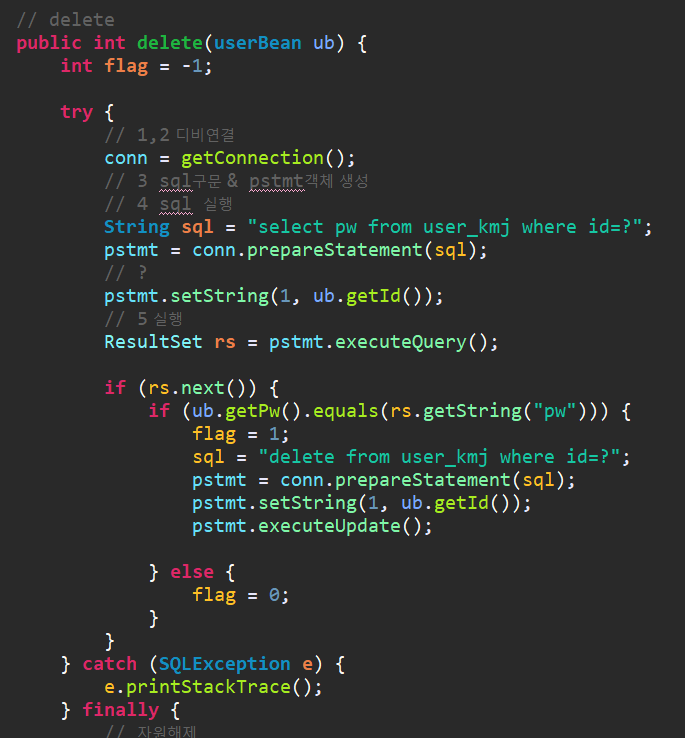 // delete
public int delete(userBean ub) {
int flag = -1;
try {
// 1,2 디비연결
conn = getConnection();
// 3 sql구문 & pstmt객체 생성
// 4 sql 실행
String sql = "select pw from user_kmj where id=?";
pstmt = conn.prepareStatement(sql);
// ?
pstmt.setString(1, ub.getId());
// 5 실행
ResultSet rs = pstmt.executeQuery();
if (rs.next()) {
if (ub.getPw().equals(rs.getString("pw"))) {
flag = 1;
sql = "delete from user_kmj where id=?";
pstmt = conn.prepareStatement(sql);
pstmt.setString(1, ub.getId());
pstmt.executeUpdate();
} else {
flag = 0;
}
}
} catch (SQLException e) {
e.printStackTrace();
} finally {
// 자원해제